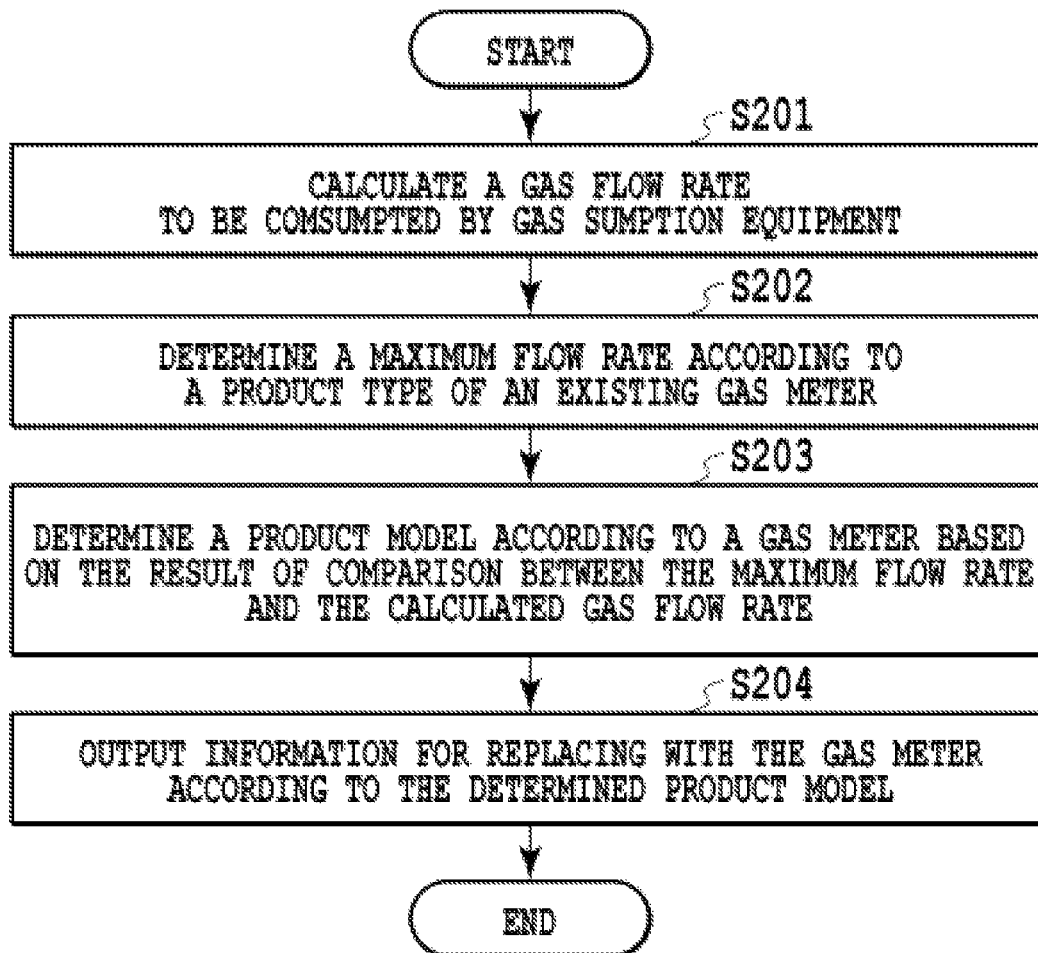 START
S201
CALCULATE A GAS FLOW RATE
TO BE COMSUMPTED BY GAS SUMPTION EQUIPMENT
S202
DETERMINE A MAXIMUM FLOW RATE ACCORDING TO
A PRODUCT TYPE OF AN EXISTING GAS METER
S203
DETERMINE A PRODUCT MODEL ACCORDING TO A GAS METER BASED
ON THE RESULT OF COMPARISON BETWEEN THE MAXIMUM FLOW RATE
AND THE CALCULATED GAS FLOW RATE
S204
OUTPUT INFORMATION FOR REPLACING WITH THE GAS METER
ACCORDING TO THE DETERMINED PRODUCT MODEL
END